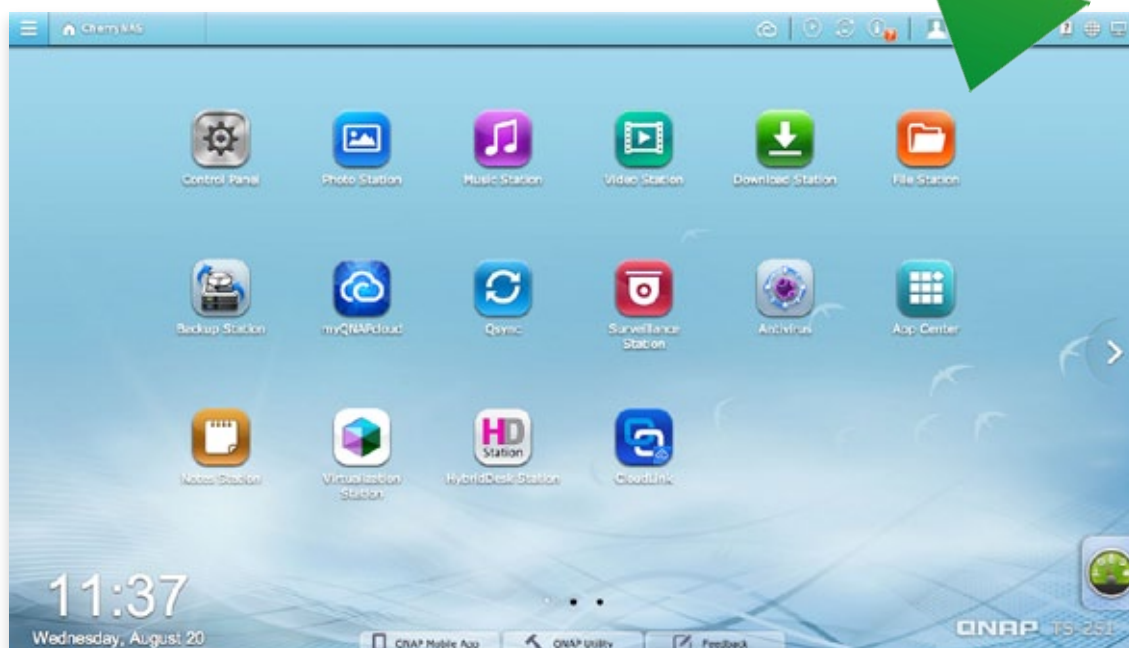 CherryNAS
Control Panel
Photo Station
Music Station
Video Station
Download Station
File Station
Backup Station
myQNAPcloud
Qsync
Surveillance
Station
Antivirus
App Center
Notes Station
Virtualization
Station
HD
Station
HybridDesk Station
CloudLink
11:37
Wednesday, August 20
QNAP Mobile App
QNAP Utility
Feedback
QNAP TS-251